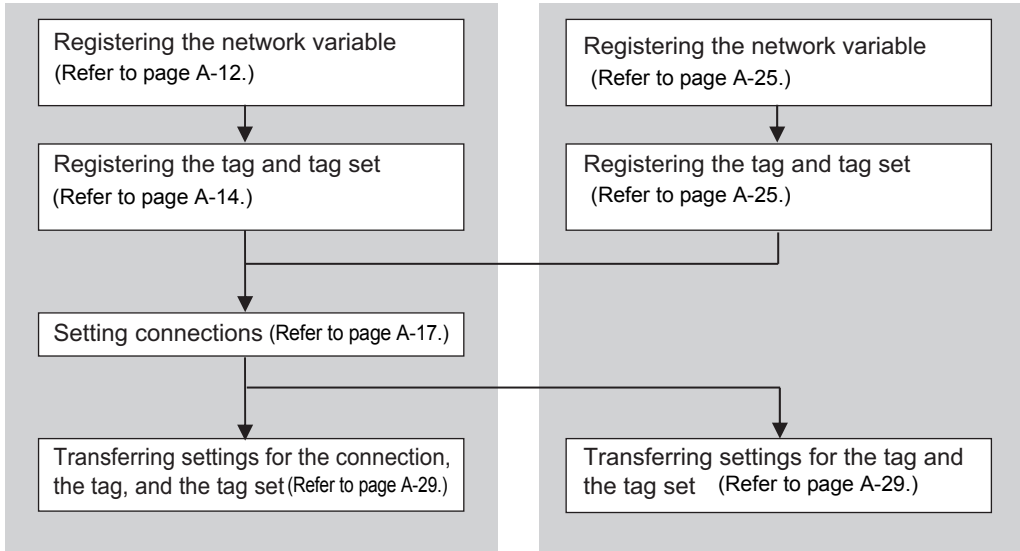 Registering the network variable
(Refer to page A-12.)
Registering the tag and tag set
(Refer to page A-14.)
Setting connections (Refer to page A-17.)
Transferring settings for the connection,
the tag, and the tag set (Refer to page A-29.)
Registering the network variable
(Refer to page A-25.)
Registering the tag and tag set
(Refer to page A-25.)
Transferring settings for the tag and
the tag set (Refer to page A-29.)